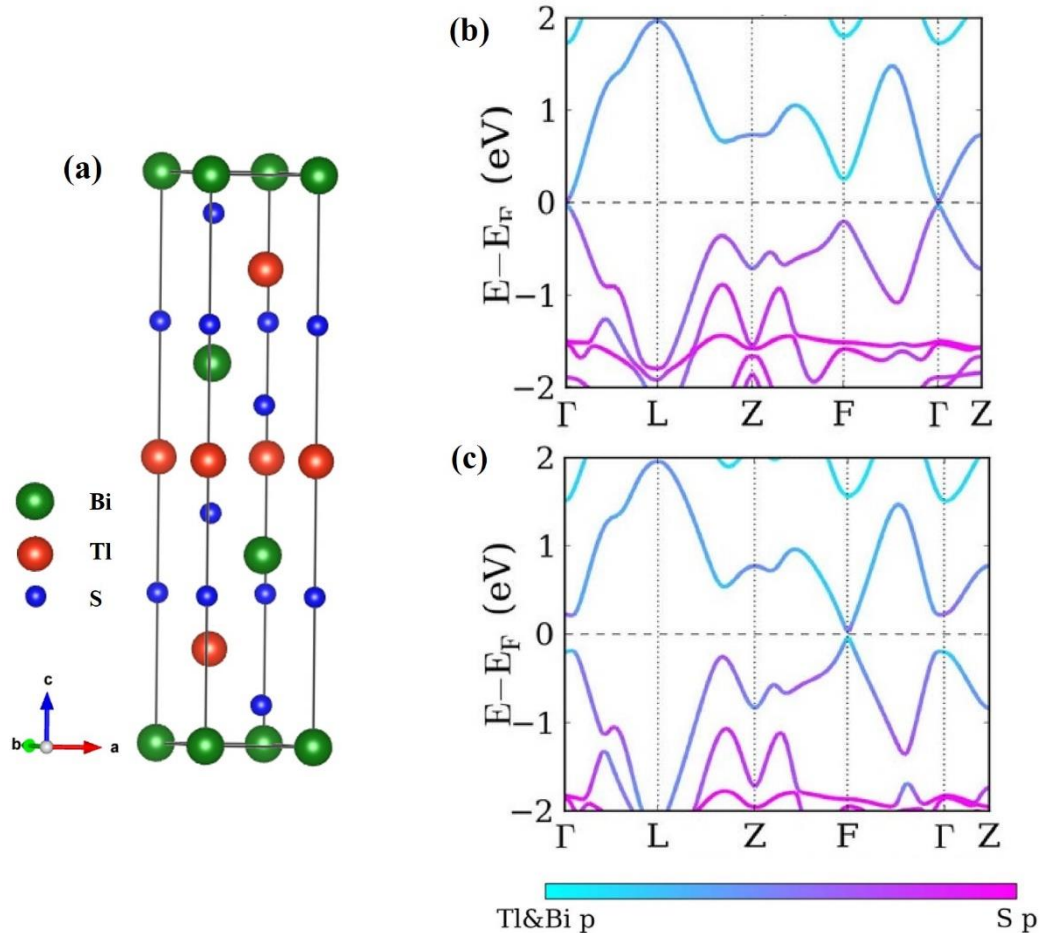 (a)
Bi
Tl
S
c
b
a
(b)
E−E_F (eV)
2
1
0
−1
−2
Γ L Z F Γ Z
(c)
E−E_F (eV)
2
1
0
−1
−2
Γ L Z F Γ Z
Tl&Bi p S p